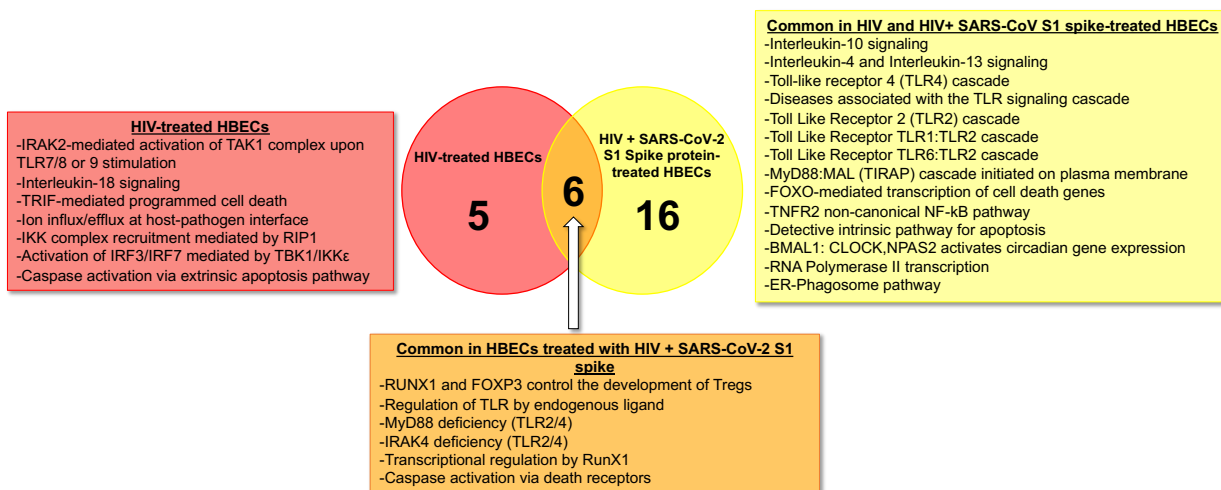 HIV-treated HBECs
-IRAK2-mediated activation of TAK1 complex upon
TLR7/8 or 9 stimulation
-Interleukin-18 signaling
-TRIF-mediated programmed cell death
-Ion influx/efflux at host-pathogen interface
-IKK complex recruitment mediated by RIP1
-Activation of IRF3/IRF7 mediated by TBK1/IKKε
-Caspase activation via extrinsic apoptosis pathway
HIV-treated HBECs
5
6
HIV + SARS-CoV-2
S1 Spike protein-
treated HBECs
16
Common in HIV and HIV+ SARS-CoV S1 spike-treated HBECs
-Interleukin-10 signaling
-Interleukin-4 and Interleukin-13 signaling
-Toll-like receptor 4 (TLR4) cascade
-Diseases associated with the TLR signaling cascade
-Toll Like Receptor 2 (TLR2) cascade
-Toll Like Receptor TLR1:TLR2 cascade
-Toll Like Receptor TLR6:TLR2 cascade
-MyD88:MAL (TIRAP) cascade initiated on plasma membrane
-FOXO-mediated transcription of cell death genes
-TNFR2 non-canonical NF-kB pathway
-Detective intrinsic pathway for apoptosis
-BMAL1: CLOCK,NPAS2 activates circadian gene expression
-RNA Polymerase II transcription
-ER-Phagosome pathway
Common in HBECs treated with HIV + SARS-CoV-2 S1
spike
-RUNX1 and FOXP3 control the development of Tregs
-Regulation of TLR by endogenous ligand
-MyD88 deficiency (TLR2/4)
-IRAK4 deficiency (TLR2/4)
-Transcriptional regulation by RunX1
-Caspase activation via death receptors